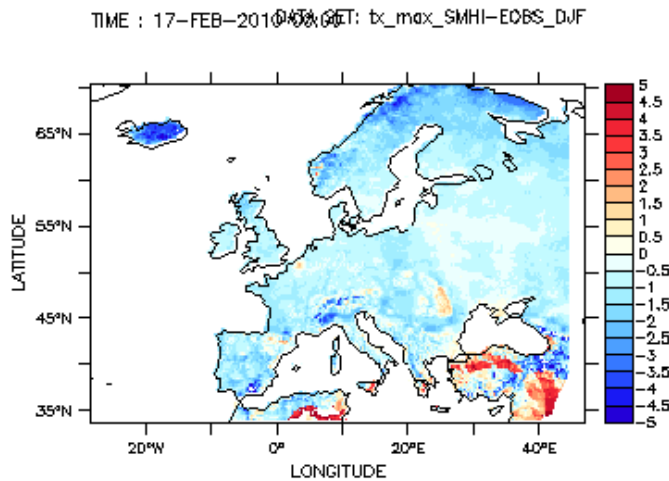 TIME : 17-FEB-2010 00:00
DATA SET: tx_max_SMHI-EOBS_DJF
65°N
55°N
45°N
35°N
LATITUDE
20°W
0°
20°E
40°E
LONGITUDE
5
4.5
4
3.5
3
2.5
2
1.5
1
0.5
0
-0.5
-1
-1.5
-2
-2.5
-3
-3.5
-4
-4.5
-5